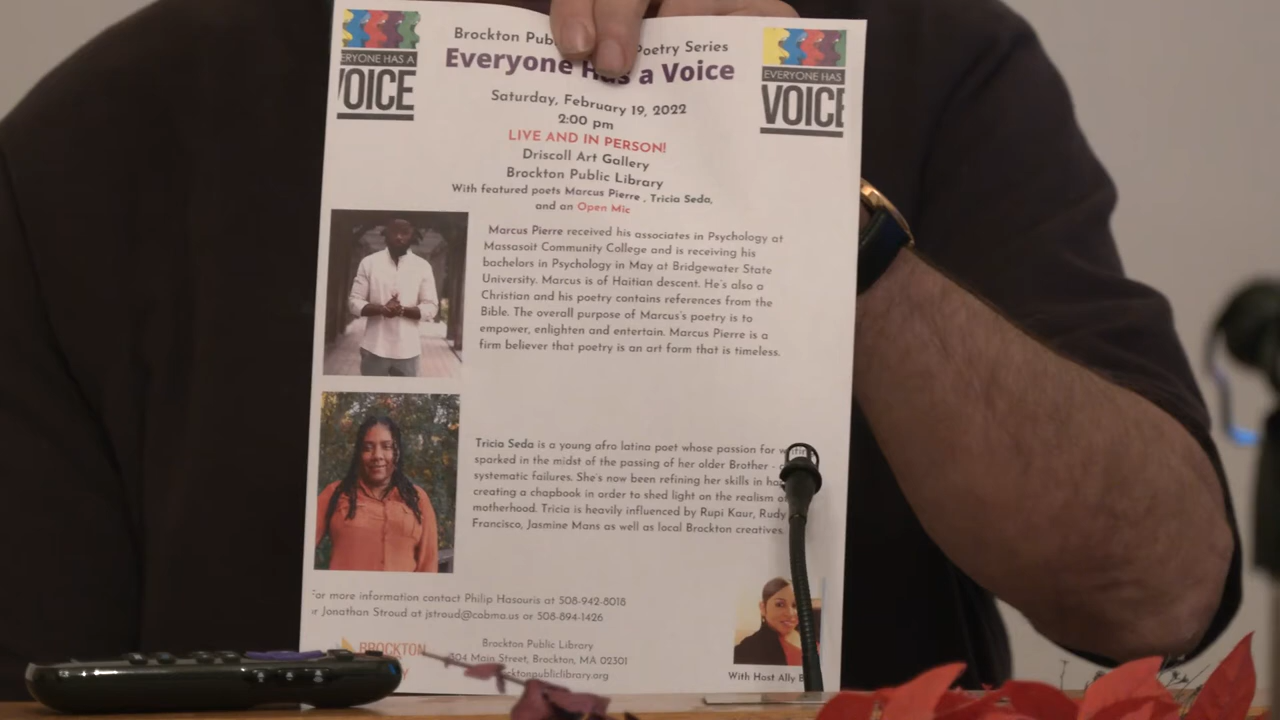 Brockton Pub Poetry Series
Everyone Has a Voice
ERYONE HAS A
VOICE
EVERYONE HAS
VOICE
Saturday, February 19, 2022
2:00 pm
LIVE AND IN PERSON!
Driscoll Art Gallery
Brockton Public Library
With featured poets Marcus Pierre , Tricia Seda,
and an Open Mic
Marcus Pierre received his associates in Psychology at
Massasoit Community College and is receiving his
bachelors in Psychology in May at Bridgewater State
University. Marcus is of Haitian descent. He's also a
Christian and his poetry contains references from the
Bible. The overall purpose of Marcus's poetry is to
empower, enlighten and entertain. Marcus Pierre is a
firm believer that poetry is an art form that is timeless.
Tricia Seda is a young afro latina poet whose passion for writing
sparked in the midst of the passing of her older Brother -
systematic failures. She's now been refining her skills in
creating a chapbook in order to shed light on the realism of
motherhood. Tricia is heavily influenced by Rupi Kaur, Rudy
Francisco, Jasmine Mans as well as local Brockton creatives.
For more information contact Philip Hasouris at 508-942-8018
or Jonathan Stroud at jstroud@cobma.us or 508-894-1426
BROCKTON
Brockton Public Library
304 Main Street, Brockton, MA 02301
ocktonpubliclibrary.org
With Host Ally B